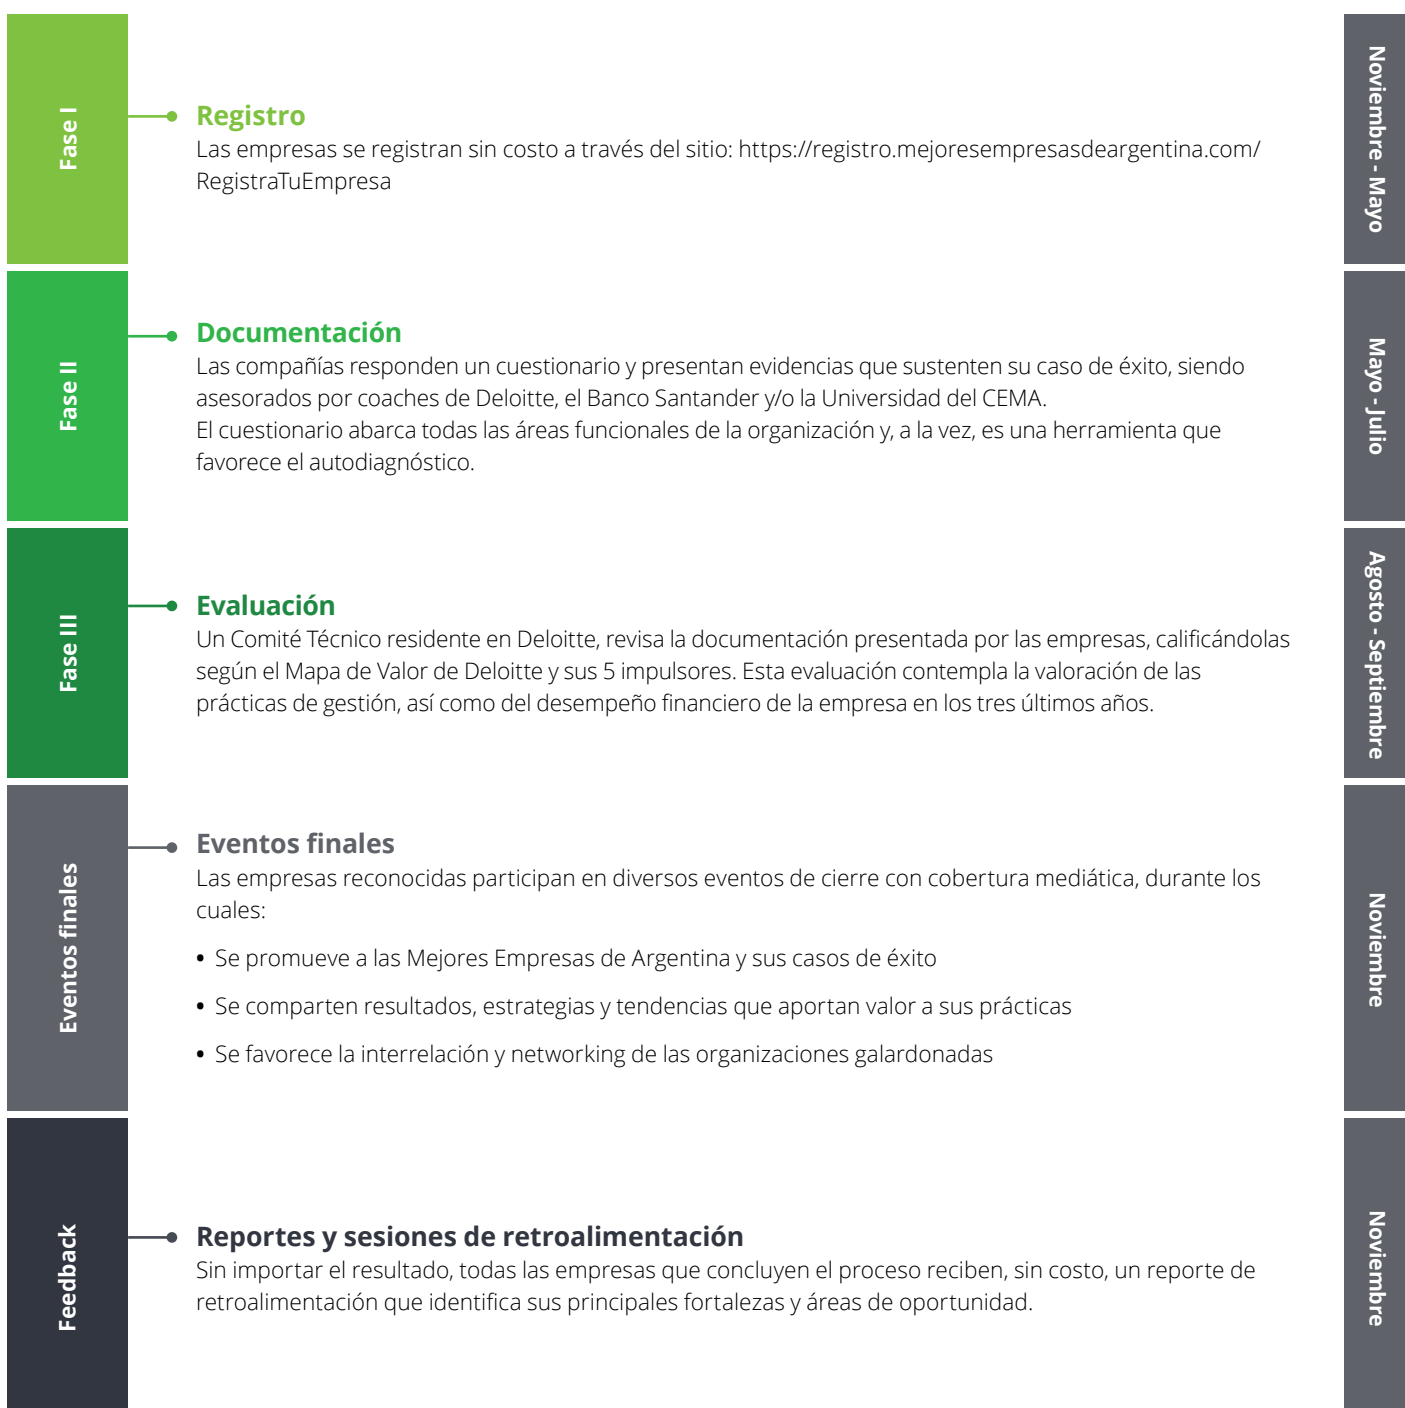 Fase I
Registro
Las empresas se registran sin costo a través del sitio: https://registro.mejoresempresasdeargentina.com/
RegistraTuEmpresa
Noviembre - Mayo
Fase II
Documentación
Las compañías responden un cuestionario y presentan evidencias que sustenten su caso de éxito, siendo
asesorados por coaches de Deloitte, el Banco Santander y/o la Universidad del CEMA.
El cuestionario abarca todas las áreas funcionales de la organización y, a la vez, es una herramienta que
favorece el autodiagnóstico.
Mayo - Julio
Fase III
Evaluación
Un Comité Técnico residente en Deloitte, revisa la documentación presentada por las empresas, calificándolas
según el Mapa de Valor de Deloitte y sus 5 impulsores. Esta evaluación contempla la valoración de las
prácticas de gestión, así como del desempeño financiero de la empresa en los tres últimos años.
Agosto - Septiembre
Eventos finales
Eventos finales
Las empresas reconocidas participan en diversos eventos de cierre con cobertura mediática, durante los
cuales:
• Se promueve a las Mejores Empresas de Argentina y sus casos de éxito
• Se comparten resultados, estrategias y tendencias que aportan valor a sus prácticas
• Se favorece la interrelación y networking de las organizaciones galardonadas
Noviembre
Feedback
Reportes y sesiones de retroalimentación
Sin importar el resultado, todas las empresas que concluyen el proceso reciben, sin costo, un reporte de
retroalimentación que identifica sus principales fortalezas y áreas de oportunidad.
Noviembre